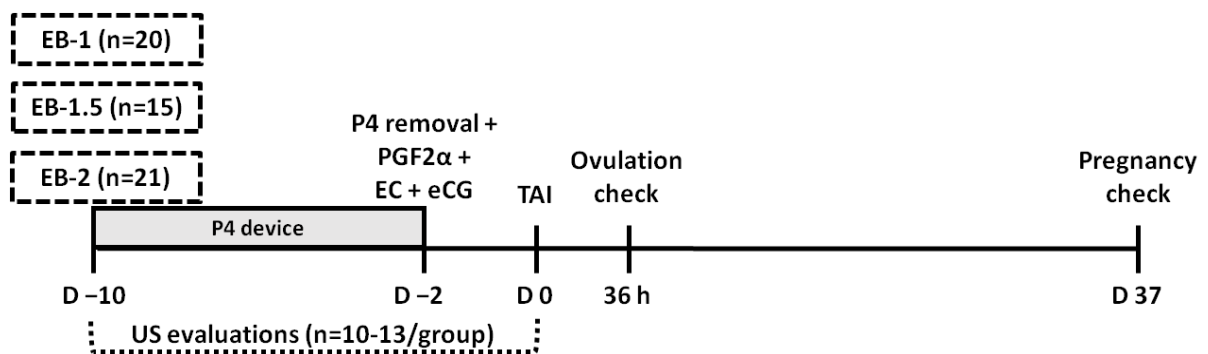 EB-1 (n=20)
EB-1.5 (n=15)
EB-2 (n=21)
P4 removal +
PGF2α +
EC + eCG
TAI
Ovulation
check
Pregnancy
check
P4 device
D −10
D −2
D 0
36 h
D 37
US evaluations (n=10-13/group)